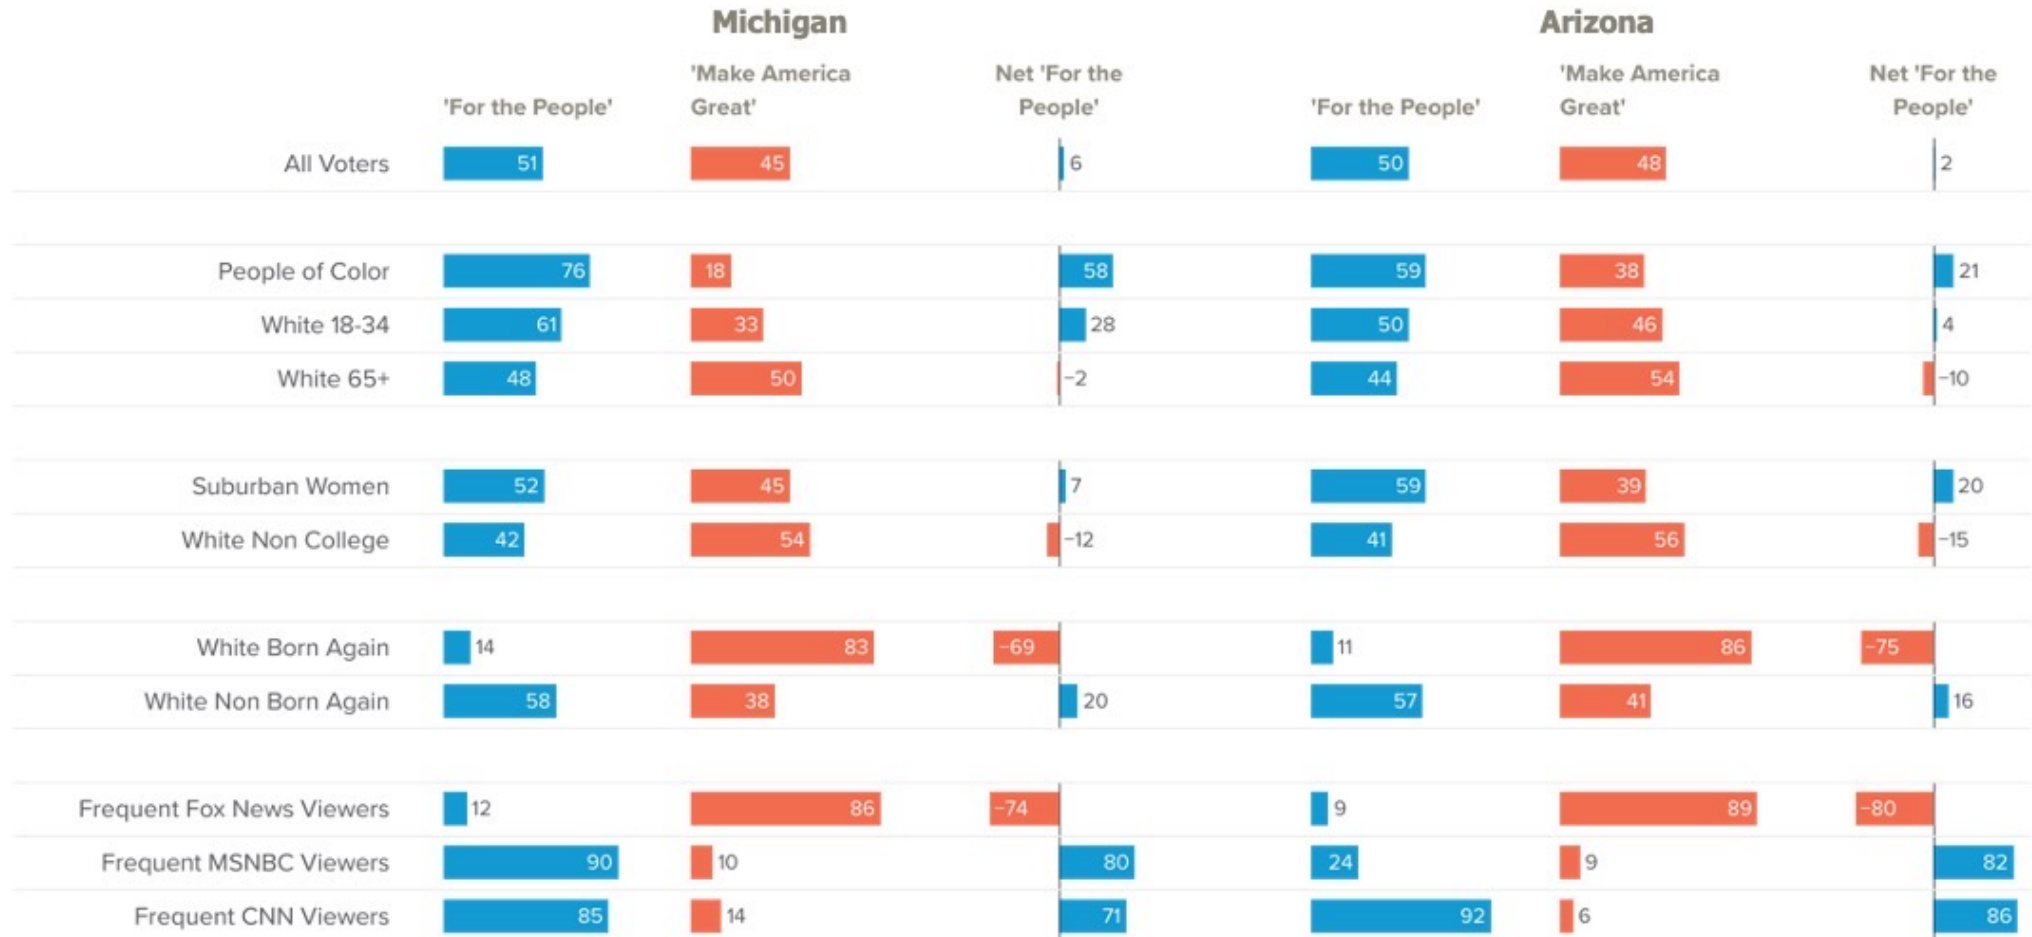 Michigan Arizona
'Make America Net 'For the 'Make America Net 'For the
'For the People' Great' People' 'For the People' Great' People'
All Voters 51 45 6 50 48 2
People of Color 76 18 58 59 38 21
White 18-34 61 33 28 50 46 4
White 65+ 48 50 −2 44 54 −10
Suburban Women 52 45 7 59 39 20
White Non College 42 54 −12 41 56 −15
White Born Again 14 83 −69 11 86 −75
White Non Born Again 58 38 20 57 41 16
Frequent Fox News Viewers 12 86 −74 9 89 −80
Frequent MSNBC Viewers 90 10 80 24 9 82
Frequent CNN Viewers 85 14 71 92 6 86